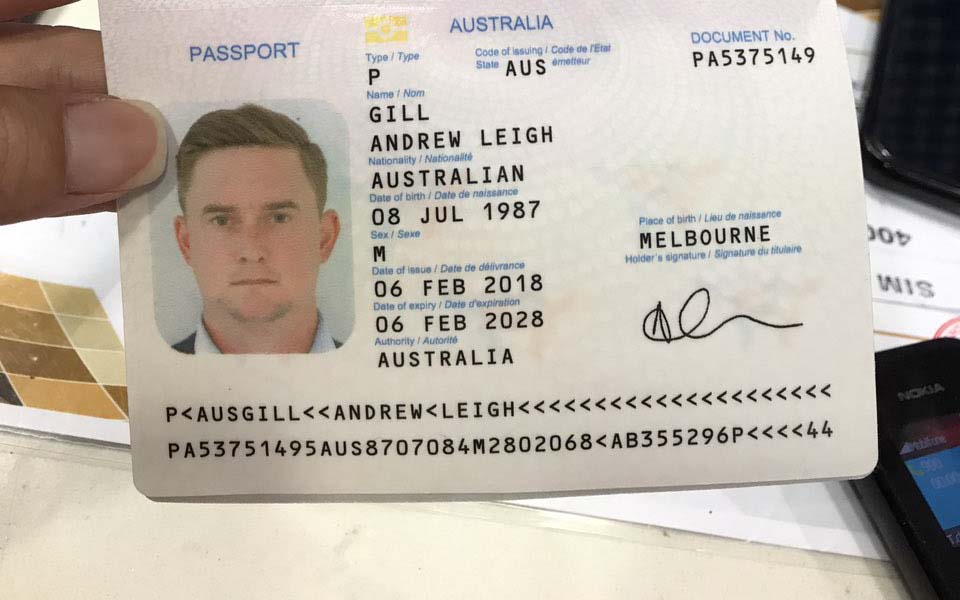 PASSPORT
AUSTRALIA
Type / Type
P
Code of issuing / Code de l'État
State AUS émetteur
DOCUMENT No.
PA5375149
Name / Nom
GILL
ANDREW LEIGH
Nationality / Nationalité
AUSTRALIAN
Date of birth / Date de naissance
08 JUL 1987
Sex / Sexe
M
Place of birth / Lieu de naissance
MELBOURNE
Holder's signature / Signature du titulaire
Date of issue / Date de délivrance
06 FEB 2018
Date of expiry / Date d'expiration
06 FEB 2028
Authority / Autorité
AUSTRALIA
P<AUSGILL<<ANDREW<LEIGH<<<<<<<<<<<<<<<<<<<<<
PA53751495AUS8707084M2802068<AB355296P<<<<44
400
SIM
NOKIA
Mobifone
900